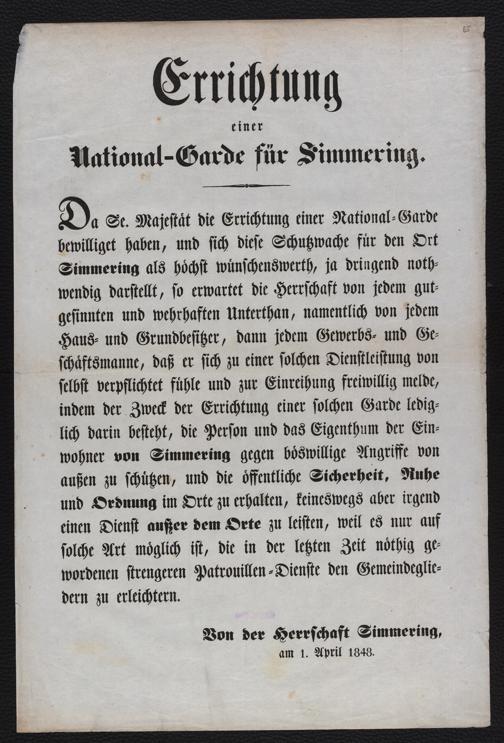 65
Errichtung
einer
National-Garde für Simmering.
Da Se. Majestät die Errichtung einer National-Garde
bewilliget haben, und sich diese Schutzwache für den Ort
Simmering als höchst wünschenswerth, ja dringend noth-
wendig darstellt, so erwartet die Herrschaft von jedem gut-
gesinnten und wehrhaften Unterthan, namentlich von jedem
Haus- und Grundbesitzer, dann jedem Gewerbs- und Ge-
schäftsmanne, daß er sich zu einer solchen Dienstleistung von
selbst verpflichtet fühle und zur Einreihung freiwillig melde,
indem der Zweck der Errichtung einer solchen Garde ledig-
lich darin besteht, die Person und das Eigenthum der Ein-
wohner von Simmering gegen böswillige Angriffe von
außen zu schützen, und die öffentliche Sicherheit, Ruhe
und Ordnung im Orte zu erhalten, keineswegs aber irgend
einen Dienst außer dem Orte zu leisten, weil es nur auf
solche Art möglich ist, die in der letzten Zeit nöthig ge-
wordenen strengeren Patrouillen-Dienste den Gemeindeglie-
dern zu erleichtern.
Von der Herrschaft Simmering,
am 1. April 1848.